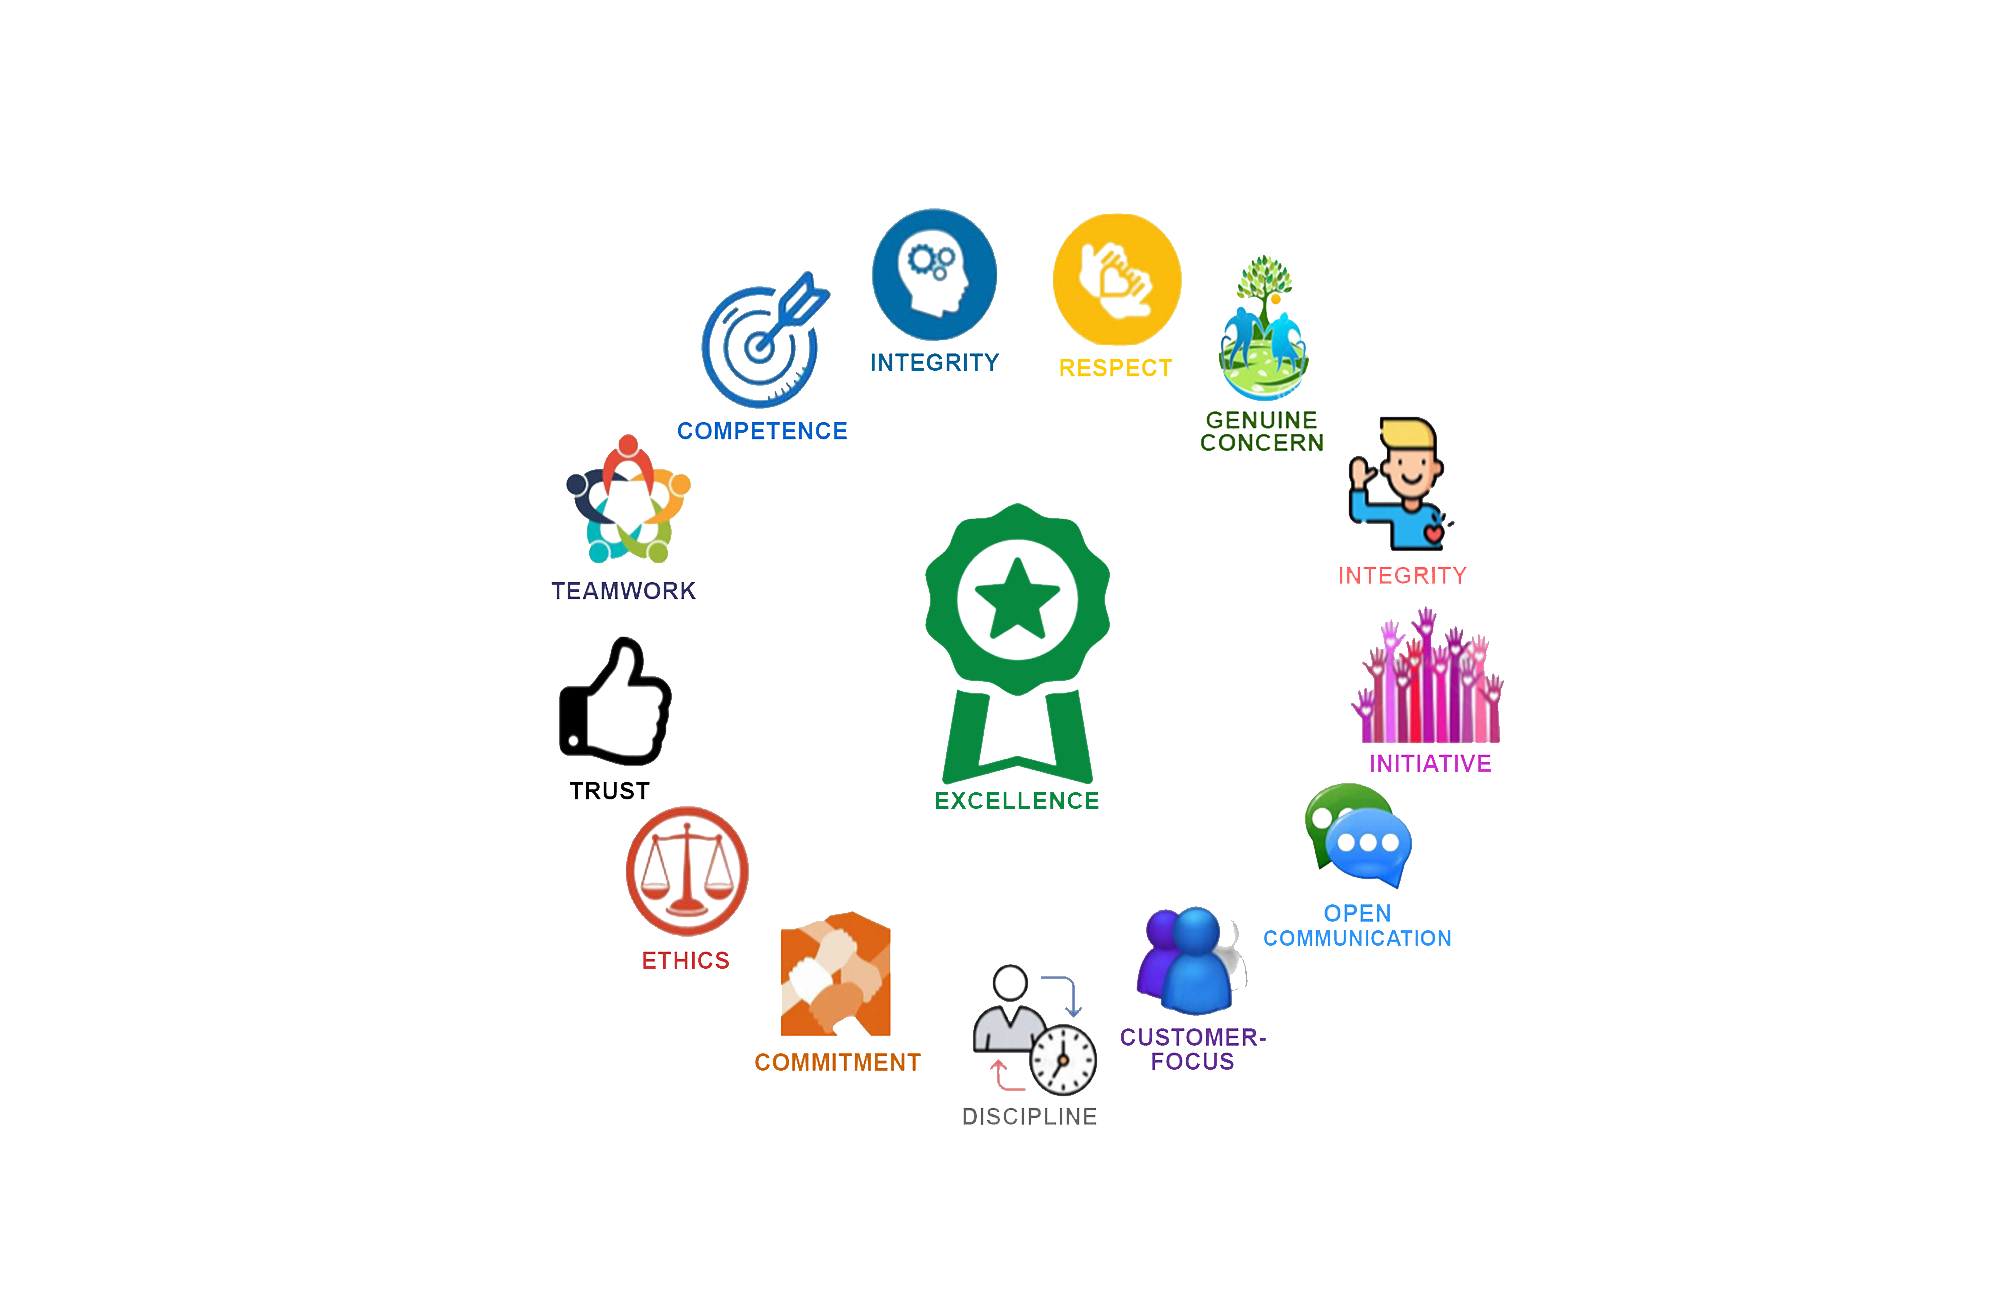 INTEGRITY
RESPECT
GENUINE
CONCERN
COMPETENCE
INTEGRITY
TEAMWORK
INITIATIVE
TRUST
EXCELLENCE
OPEN
COMMUNICATION
ETHICS
CUSTOMER-
FOCUS
COMMITMENT
DISCIPLINE